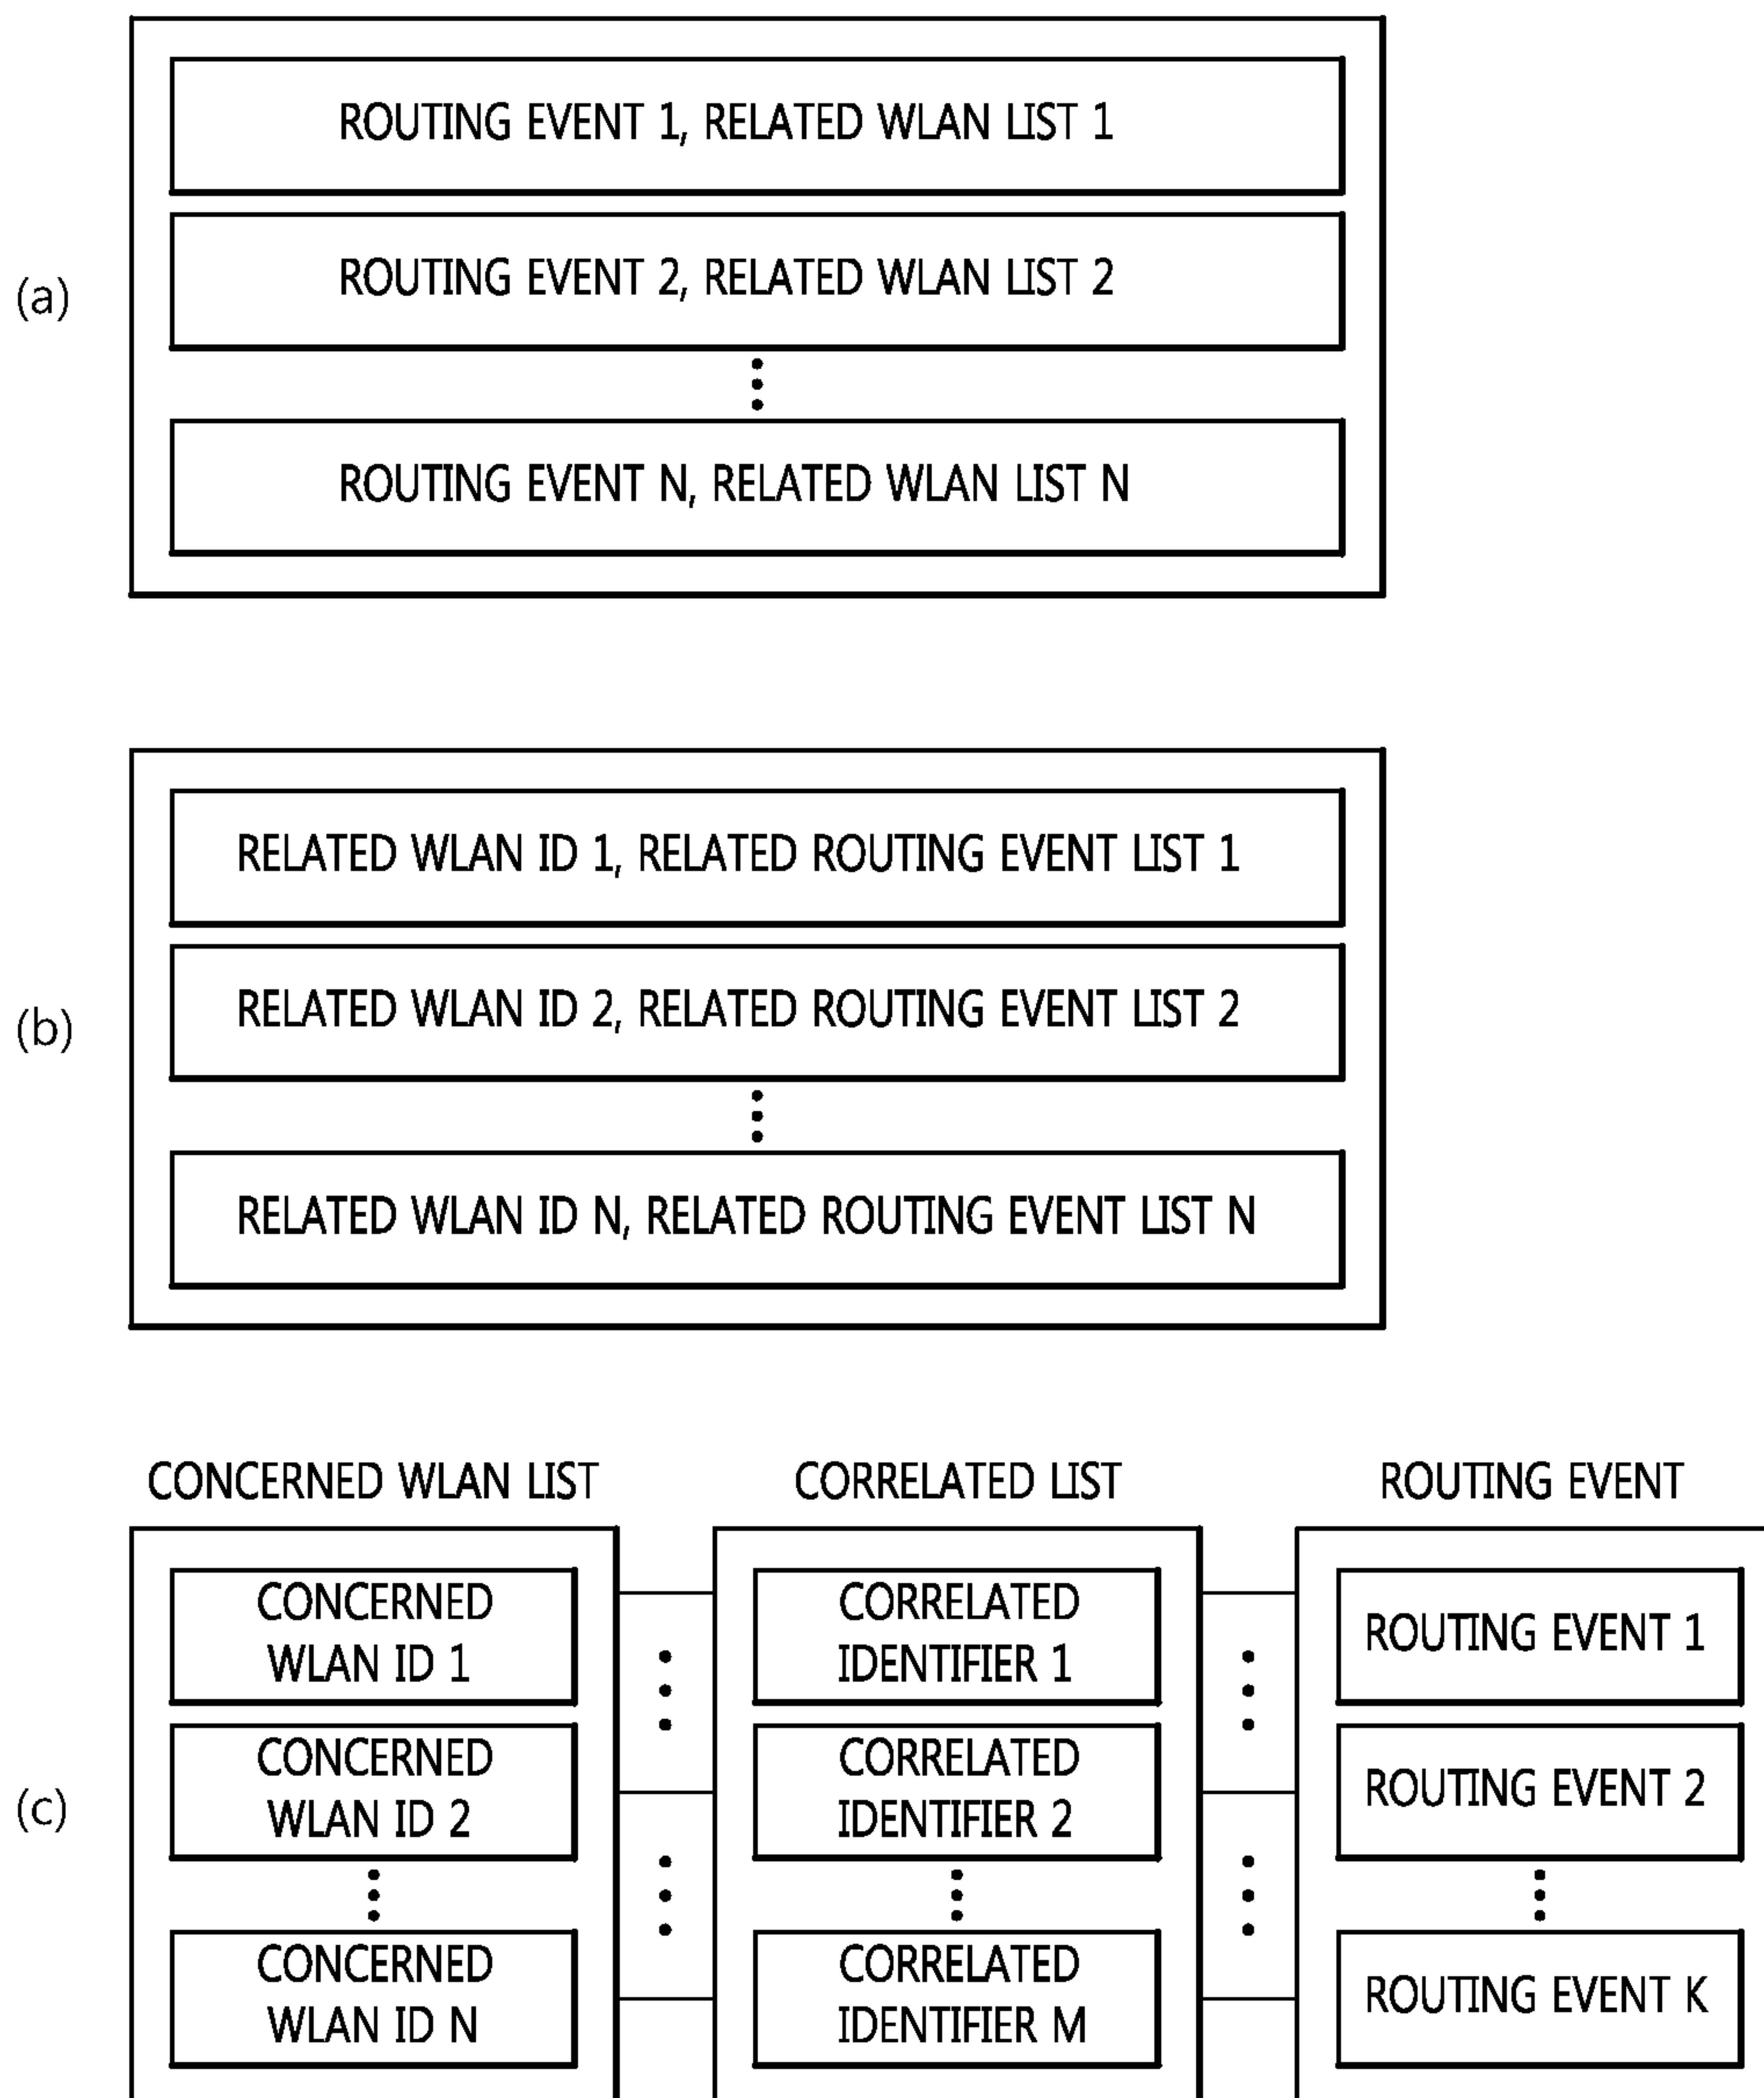 (a)
ROUTING EVENT 1, RELATED WLAN LIST 1
ROUTING EVENT 2, RELATED WLAN LIST 2
ROUTING EVENT N, RELATED WLAN LIST N
(b)
RELATED WLAN ID 1, RELATED ROUTING EVENT LIST 1
RELATED WLAN ID 2, RELATED ROUTING EVENT LIST 2
RELATED WLAN ID N, RELATED ROUTING EVENT LIST N
(c)
CONCERNED WLAN LIST
CONCERNED
WLAN ID 1
CONCERNED
WLAN ID 2
CONCERNED
WLAN ID N
CORRELATED LIST
CORRELATED
IDENTIFIER 1
CORRELATED
IDENTIFIER 2
CORRELATED
IDENTIFIER M
ROUTING EVENT
ROUTING EVENT 1
ROUTING EVENT 2
ROUTING EVENT K